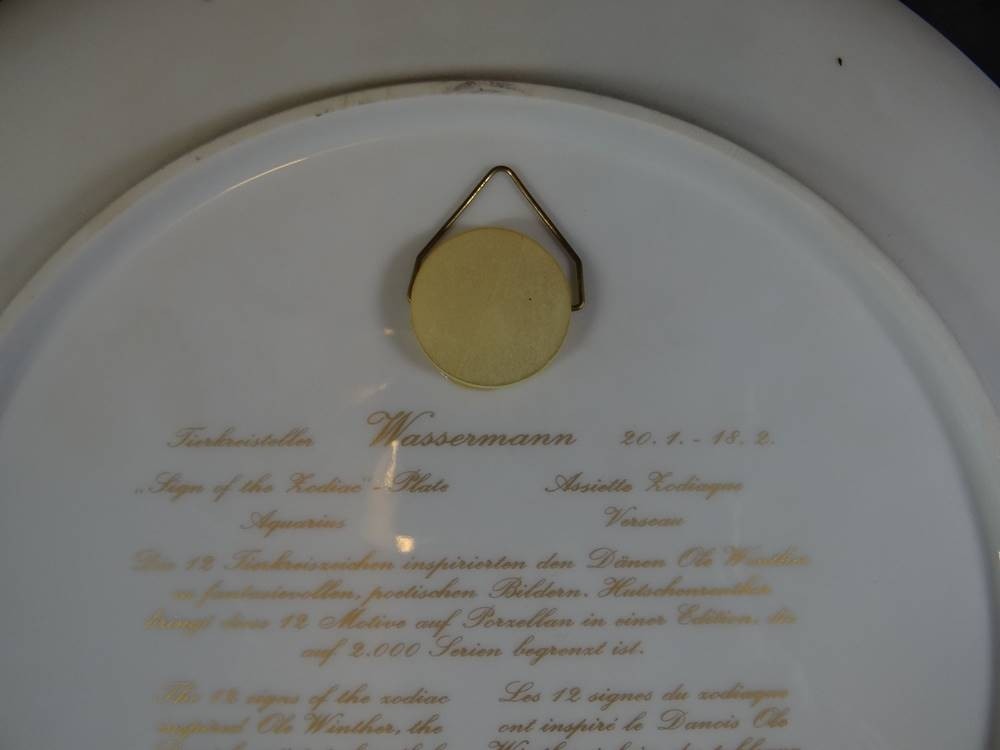 Tierkreisteller Wassermann 20. 1. - 18. 2.
„Sign of the Zodiac" - Plate
Aquarius
Assiette Zodiaque
Verseau
Die 12 Tierkreiszeichen inspirierten den Dänen Ole Winther
zu fantasievollen, poetischen Bildern. Hutschenreuther
bringt diese 12 Motive auf Porzellan in einer Edition, die
auf 2.000 Serien begrenzt ist.
The 12 signs of the zodiac
inspired Ole Winther, the
Les 12 signes du zodiaque
ont inspiré le Danois Ole